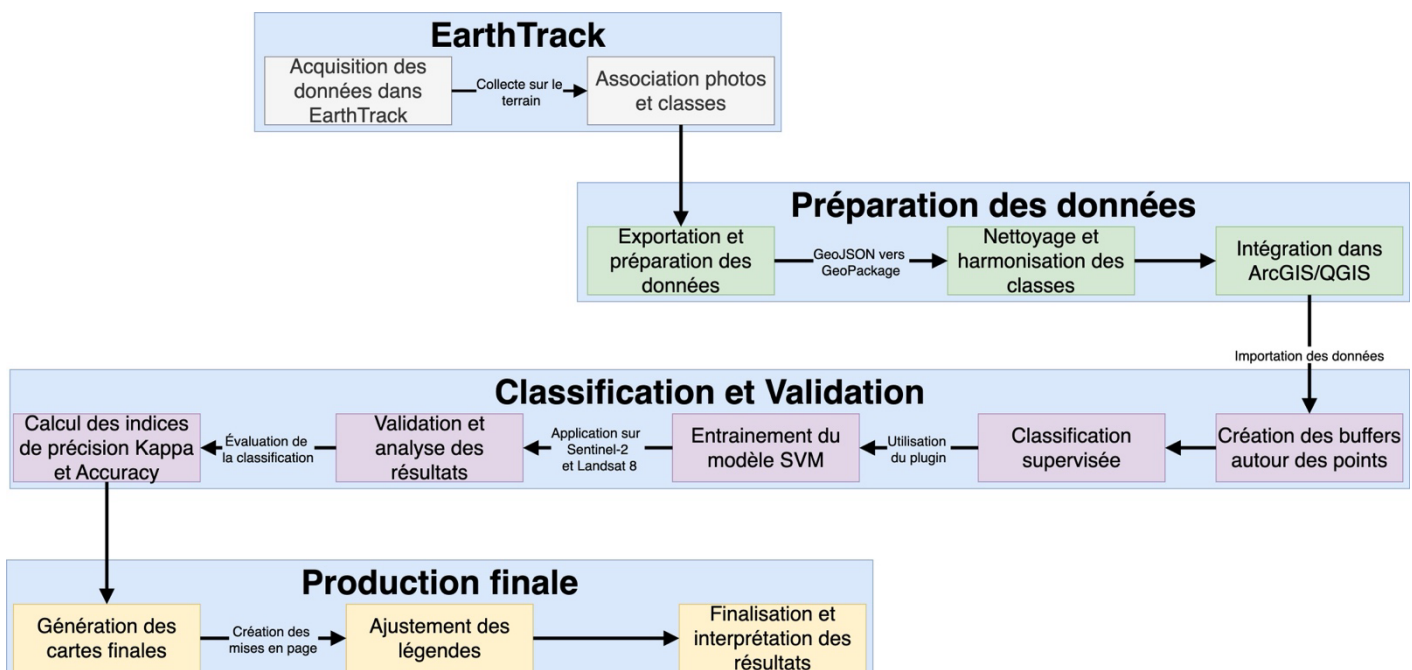 EarthTrack
Acquisition des
données dans
EarthTrack
Collecte sur le
terrain
Association photos
et classes
Préparation des données
Exportation et
préparation des
données
GeoJSON vers
GeoPackage
Nettoyage et
harmonisation des
classes
Intégration dans
ArcGIS/QGIS
Importation des données
Classification et Validation
Calcul des indices
de précision Kappa
et Accuracy
Évaluation de
la classification
Validation et
analyse des
résultats
Application sur
Sentinel-2
et Landsat 8
Entrainement du
modèle SVM
Utilisation
du plugin
Classification
supervisée
Création des buffers
autour des points
Production finale
Génération des
cartes finales
Création des
mises en page
Ajustement des
légendes
Finalisation et
interprétation des
résultats